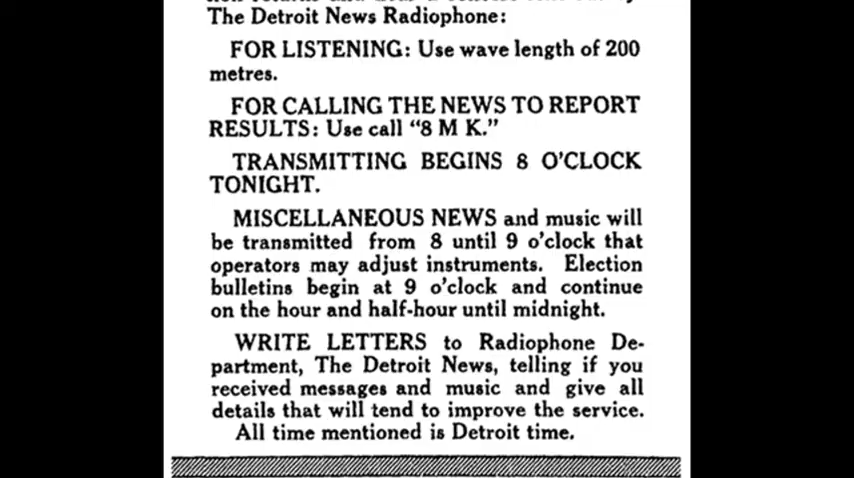 The Detroit News Radiophone:
FOR LISTENING: Use wave length of 200
metres.
FOR CALLING THE NEWS TO REPORT
RESULTS: Use call "8 M K."
TRANSMITTING BEGINS 8 O'CLOCK
TONIGHT.
MISCELLANEOUS NEWS and music will
be transmitted from 8 until 9 o'clock that
operators may adjust instruments. Election
bulletins begin at 9 o'clock and continue
on the hour and half-hour until midnight.
WRITE LETTERS to Radiophone De-
partment, The Detroit News, telling if you
received messages and music and give all
details that will tend to improve the service.
All time mentioned is Detroit time.